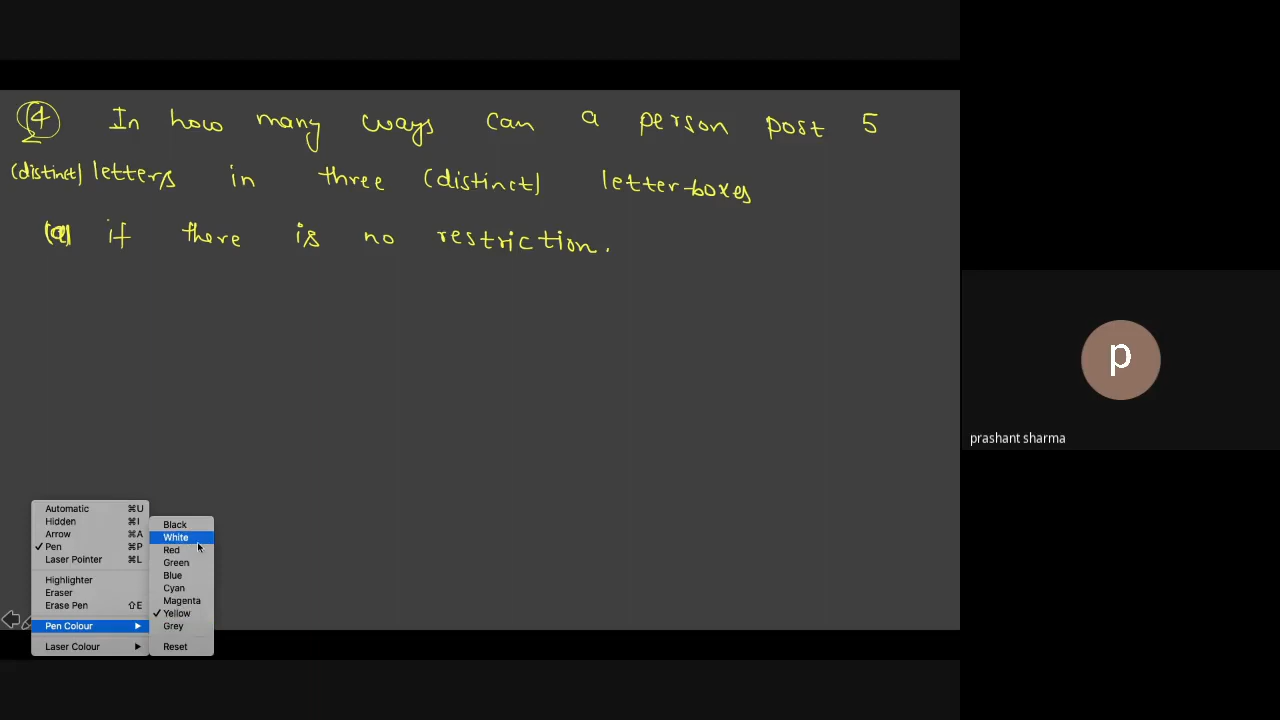 4 In how many ways can a person post 5
(distinct) letters in three (distinct) letter-boxes
(a) if there is no restriction.
P
prashant sharma
Automatic ⌘U
Hidden ⌘I
Arrow ⌘A
✓ Pen ⌘P
Laser Pointer ⌘L
Highlighter
Eraser
Erase Pen ⇧E
Pen Colour ▶
Laser Colour ▶
Black
White
Red
Green
Blue
Cyan
Magenta
✓ Yellow
Grey
Reset